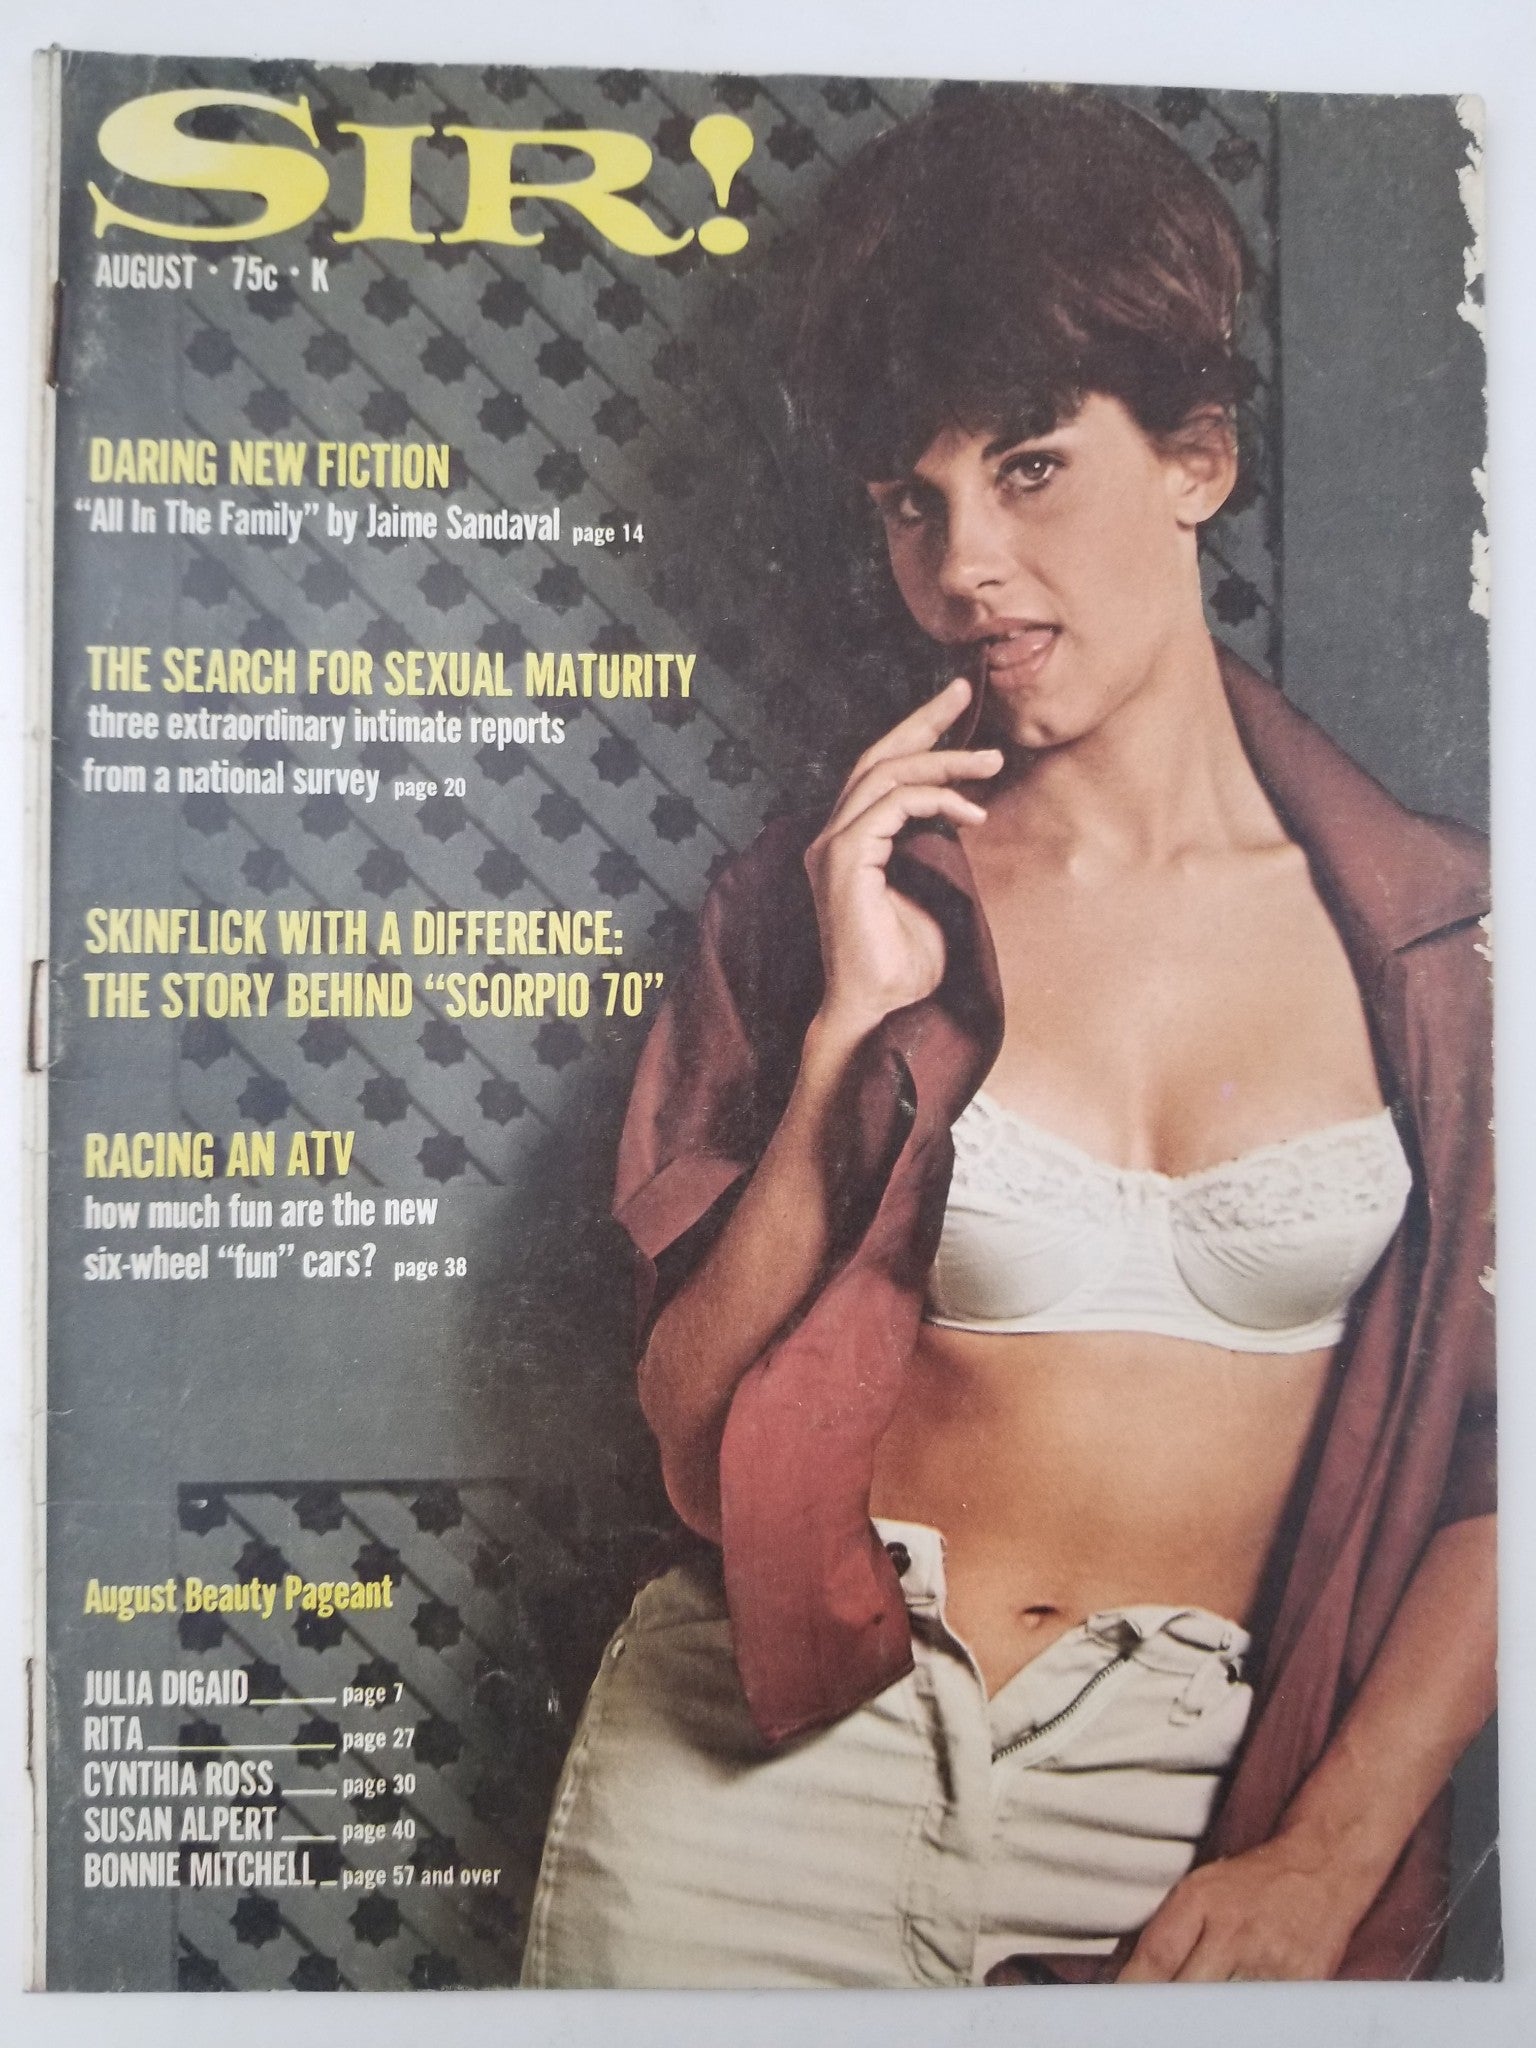 SIR!
AUGUST · 75c · K
DARING NEW FICTION
“All In The Family” by Jaime Sandaval page 14
THE SEARCH FOR SEXUAL MATURITY
three extraordinary intimate reports
from a national survey page 20
SKINFLICK WITH A DIFFERENCE:
THE STORY BEHIND “SCORPIO 70”
RACING AN ATV
how much fun are the new
six-wheel “fun” cars? page 38
August Beauty Pageant
JULIA DIGAID page 7
RITA page 27
CYNTHIA ROSS page 30
SUSAN ALPERT page 40
BONNIE MITCHELL page 57 and over